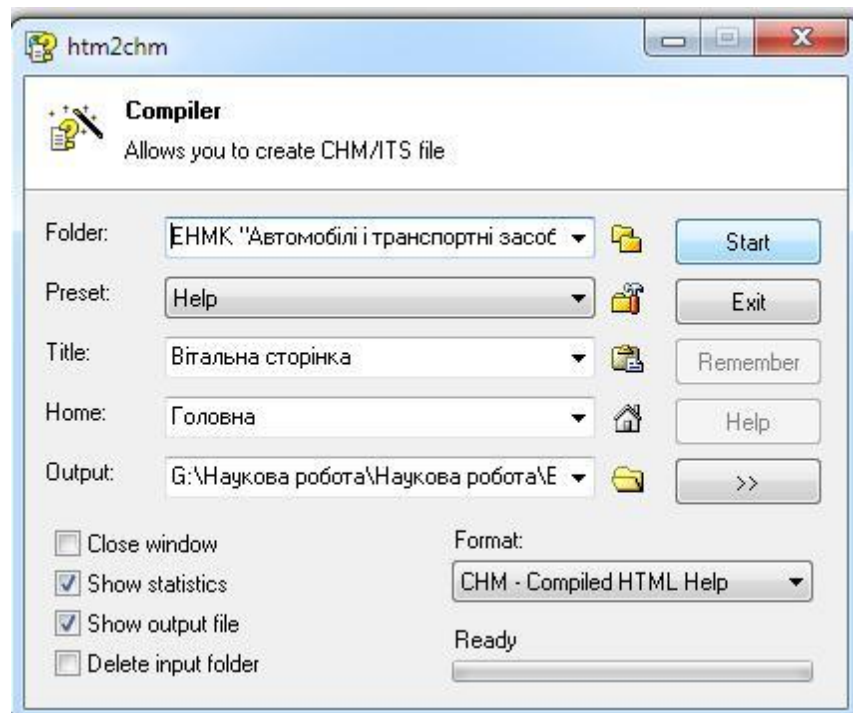 htm2chm
Compiler
Allows you to create CHM/ITS file
Folder: ЕНМК "Автомобілі і транспортні засоб Start
Preset: Help Exit
Title: Вітальна сторінка Remember
Home: Головна Help
Output: G:\Наукова робота\Наукова робота\Е >>
Close window Format:
Show statistics CHM - Compiled HTML Help
Show output file
Ready
Delete input folder